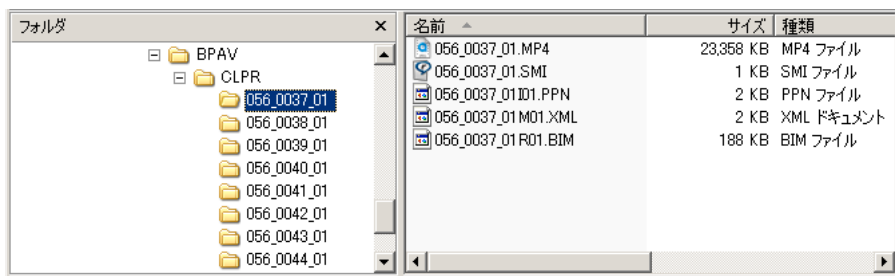 フォルダ
BPAV
CLPR
056_0037_01
056_0038_01
056_0039_01
056_0040_01
056_0041_01
056_0042_01
056_0043_01
056_0044_01
名前 サイズ 種類
056_0037_01.MP4 23,358 KB MP4 ファイル
056_0037_01.SMI 1 KB SMI ファイル
056_0037_01I01.PPN 2 KB PPN ファイル
056_0037_01M01.XML 2 KB XML ドキュメント
056_0037_01R01.BIM 188 KB BIM ファイル